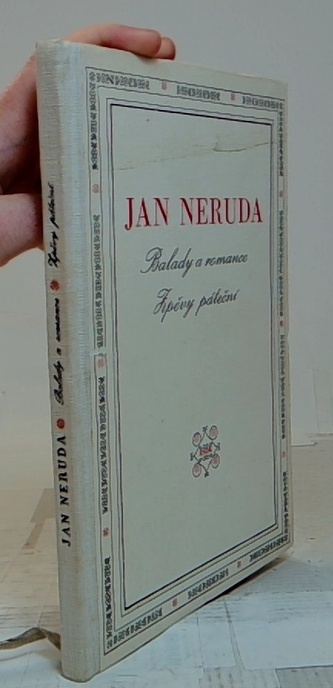 JAN NERUDA
Balady a romance
Zpěvy páteční
JAN NERUDA Balady a romance Zpěvy páteční